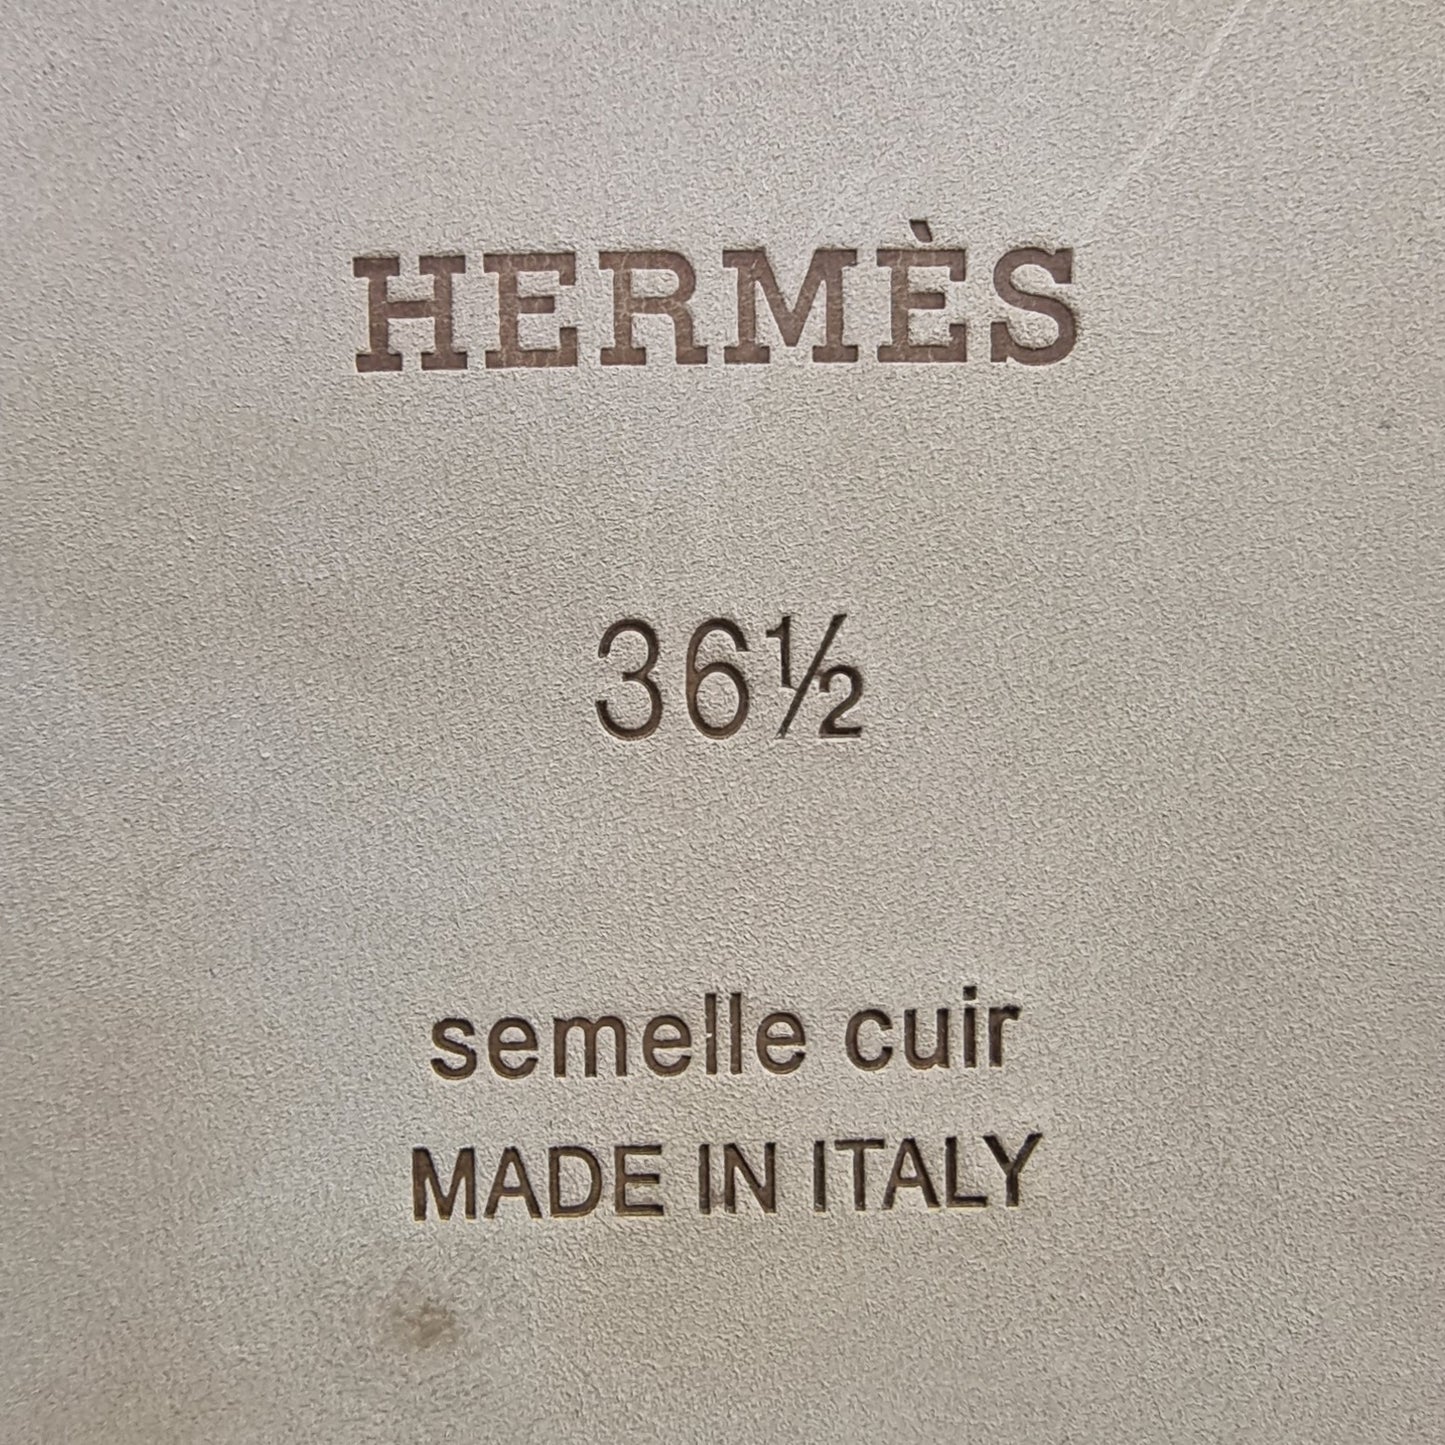 HERMÈS
36½
semelle cuir
MADE IN ITALY